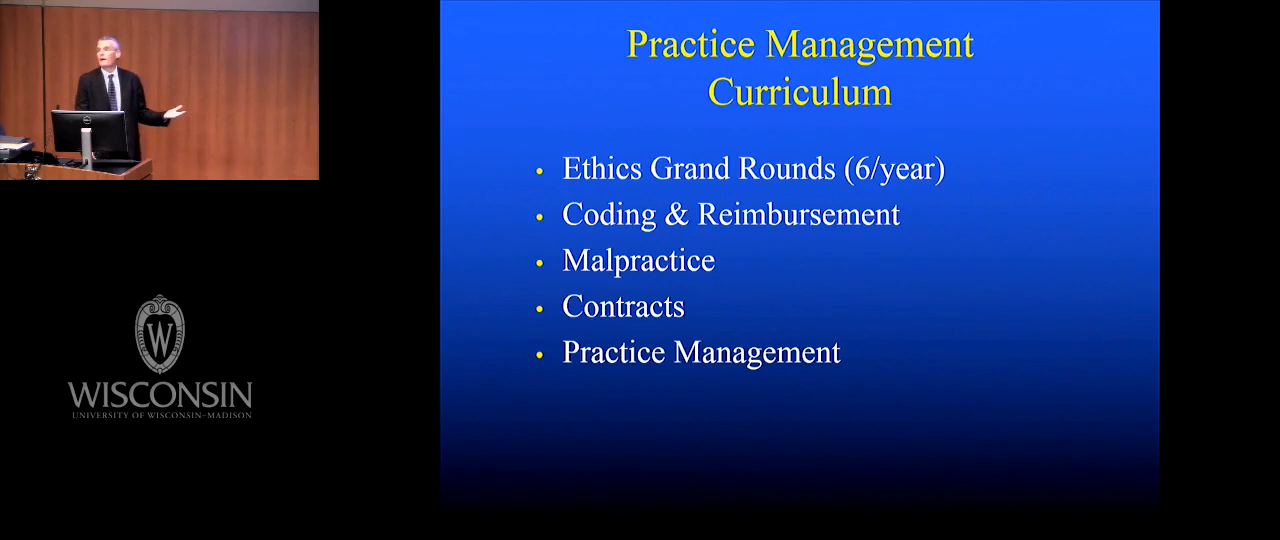 Practice Management
Curriculum
• Ethics Grand Rounds (6/year)
• Coding & Reimbursement
• Malpractice
• Contracts
• Practice Management
W
WISCONSIN
UNIVERSITY OF WISCONSIN–MADISON